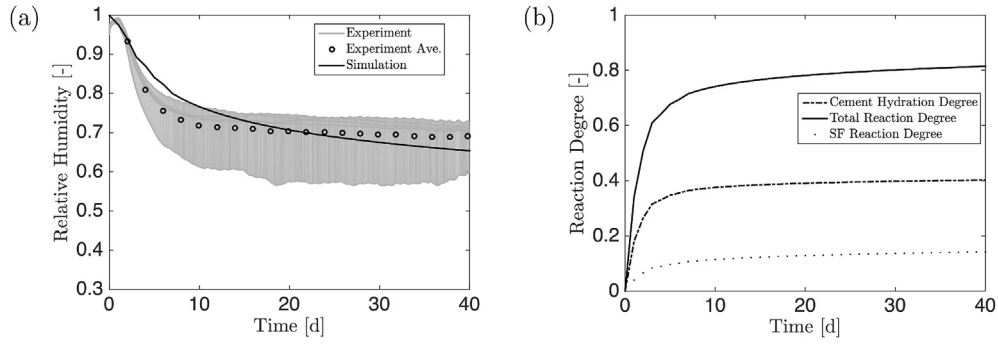 (a)
1
0.9
0.8
0.7
0.6
0.5
0.4
0.3
Relative Humidity [-]
0
10
20
30
40
Time [d]
Experiment
Experiment Ave.
Simulation
(b)
1
0.8
0.6
0.4
0.2
0
Reaction Degree [-]
0
10
20
30
40
Time [d]
Cement Hydration Degree
Total Reaction Degree
SF Reaction Degree